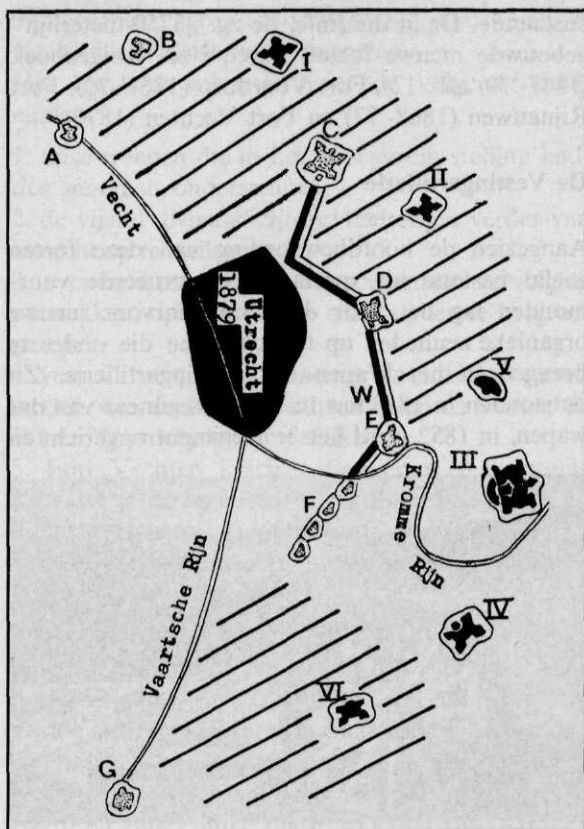 B
I
A
C
Vecht
II
Utrecht
1879
D
V
W
E
III
F
Kromme
Rijn
Vaartsche Rijn
IV
VI
G